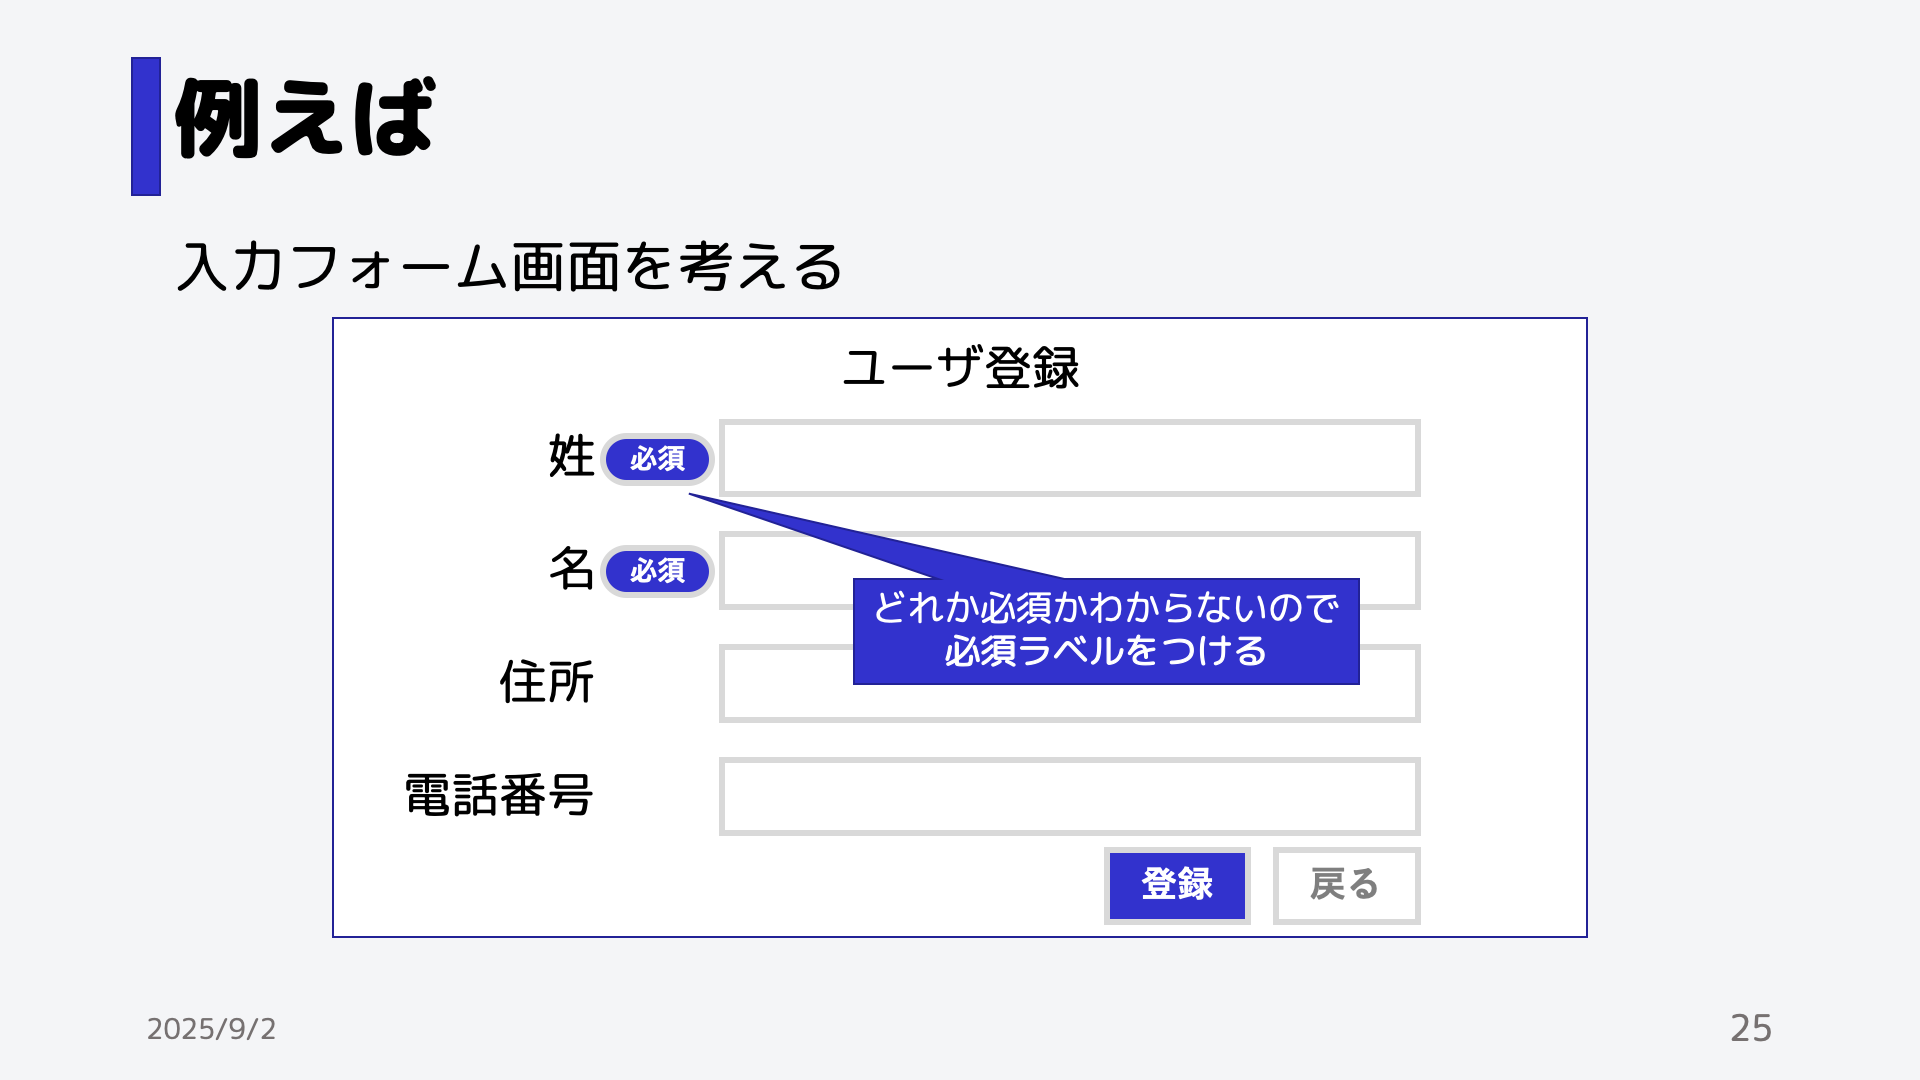 例えば
入力フォーム画面を考える
ユーザ登録
姓 必須
名 必須
どれか必須かわからないので
必須ラベルをつける
住所
電話番号
登録 戻る
2025/9/2
25